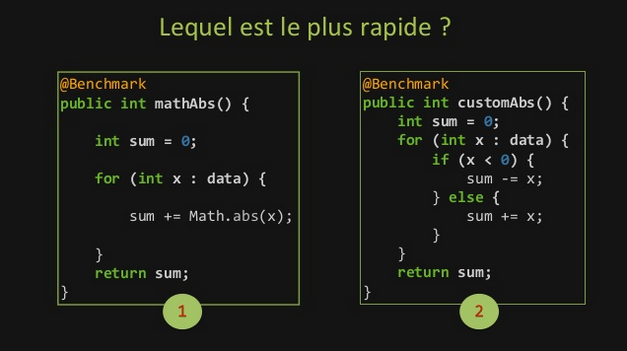 Lequel est le plus rapide ?
@Benchmark
public int mathAbs() {
int sum = 0;
for (int x : data) {
sum += Math.abs(x);
}
return sum;
}
1
@Benchmark
public int customAbs() {
int sum = 0;
for (int x : data) {
if (x < 0) {
sum -= x;
} else {
sum += x;
}
}
return sum;
}
2